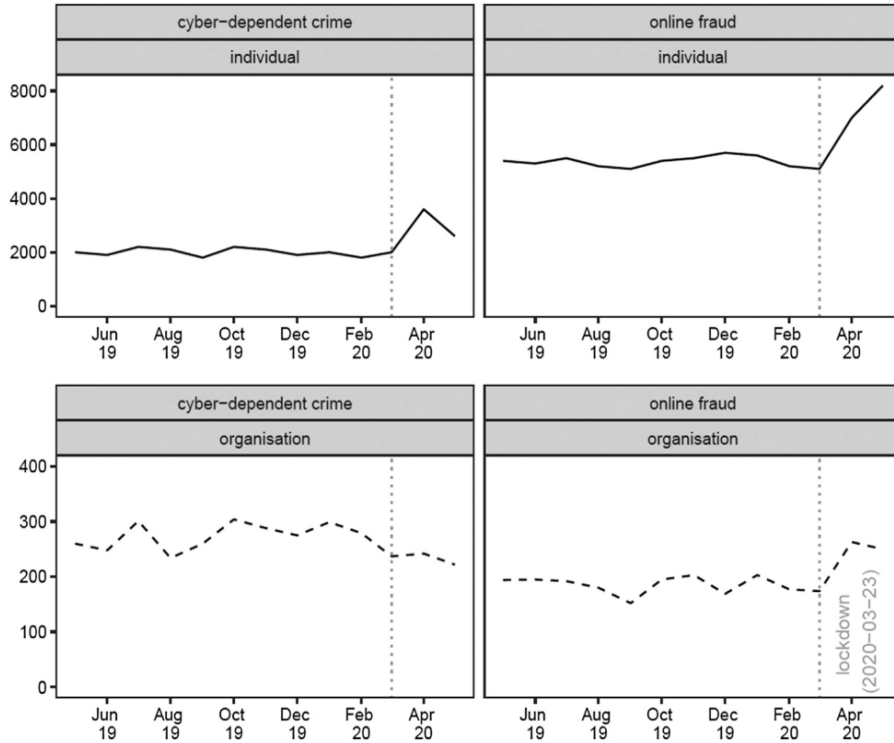 cyber-dependent crime
online fraud
individual
individual
8000
6000
4000
2000
0
Jun
19
Aug
19
Oct
19
Dec
19
Feb
20
Apr
20
Jun
19
Aug
19
Oct
19
Dec
19
Feb
20
Apr
20
cyber-dependent crime
online fraud
organisation
organisation
400
300
200
100
0
lockdown
(2020-03-23)
Jun
19
Aug
19
Oct
19
Dec
19
Feb
20
Apr
20
Jun
19
Aug
19
Oct
19
Dec
19
Feb
20
Apr
20